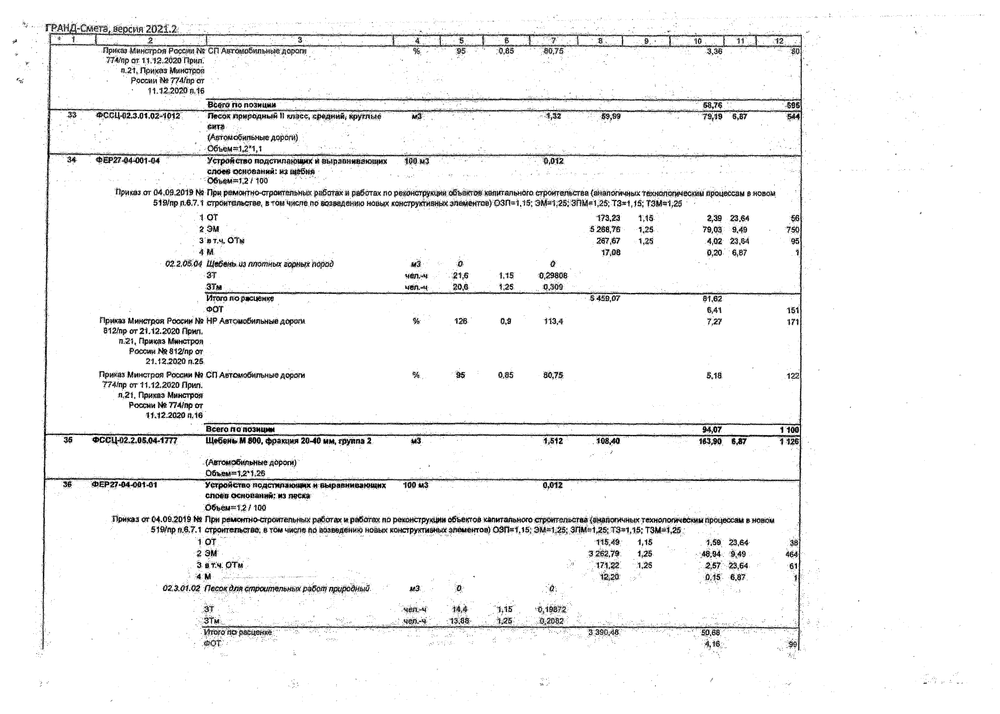 ГРАНД-Смета, версия 2021.2
1 2 3 4 5 6 7 8 9 10 11 12
Приказ Минстроя России № СП Автомобильные дороги % 95 0,85 80,75 3,36 80
774/пр от 11.12.2020 Прил.
п.21, Приказ Минстроя
России № 774/пр от
11.12.2020 п.16
Всего по позиции 58,76 595
33 ФССЦ-02.3.01.02-1012 Песок природный II класс, средний, круглые м3 1,32 59,99 79,19 6,87 544
сита
(Автомобильные дороги)
Объем=1,2*1,1
34 ФЕР27-04-001-04 Устройство подстилающих и выравнивающих 100 м3 0,012
слоев оснований: из щебня
Объем=1,2 / 100
Приказ от 04.09.2019 № При ремонтно-строительных работах и работах по реконструкции объектов капитального строительства (аналогичных технологическим процессам в новом
519/пр п.6.7.1 строительстве, в том числе по возведению новых конструктивных элементов) ОЗП=1,15; ЭМ=1,25; ЗПМ=1,25; ТЗ=1,15; ТЗМ=1,25
1 ОТ 173,23 1,15 2,39 23,64 56
2 ЭМ 5 268,76 1,25 79,03 9,49 750
3 в т.ч. ОТм 267,67 1,25 4,02 23,64 95
4 М 17,08 0,20 6,87 1
02.2.05.04 Щебень из плотных горных пород м3 0 0
ЗТ чел.-ч 21,6 1,15 0,29808
ЗТм чел.-ч 20,6 1,25 0,309
Итого по расценке 5 459,07 81,62
ФОТ 6,41 151
Приказ Минстроя России № НР Автомобильные дороги % 126 0,9 113,4 7,27 171
812/пр от 21.12.2020 Прил.
п.21, Приказ Минстроя
России № 812/пр от
21.12.2020 п.25
Приказ Минстроя России № СП Автомобильные дороги % 95 0,85 80,75 5,18 122
774/пр от 11.12.2020 Прил.
п.21, Приказ Минстроя
России № 774/пр от
11.12.2020 п.16
Всего по позиции 94,07 1 100
35 ФССЦ-02.2.05.04-1777 Щебень М 800, фракция 20-40 мм, группа 2 м3 1,512 108,40 163,90 6,87 1 126
(Автомобильные дороги)
Объем=1,2*1,26
36 ФЕР27-04-001-01 Устройство подстилающих и выравнивающих 100 м3 0,012
слоев оснований: из песка
Объем=1,2 / 100
Приказ от 04.09.2019 № При ремонтно-строительных работах и работах по реконструкции объектов капитального строительства (аналогичных технологическим процессам в новом
519/пр п.6.7.1 строительстве, в том числе по возведению новых конструктивных элементов) ОЗП=1,15; ЭМ=1,25; ЗПМ=1,25; ТЗ=1,15; ТЗМ=1,25
1 ОТ 115,49 1,15 1,59 23,64 38
2 ЭМ 3 262,79 1,25 48,94 9,49 464
3 в т.ч. ОТм 171,22 1,25 2,57 23,64 61
4 М 12,20 0,15 6,87 1
02.3.01.02 Песок для строительных работ природный м3 0 0
ЗТ чел.-ч 14,4 1,15 0,19872
ЗТм чел.-ч 13,88 1,25 0,2082
Итого по расценке 3 390,48 50,68
ФОТ 4,16 99